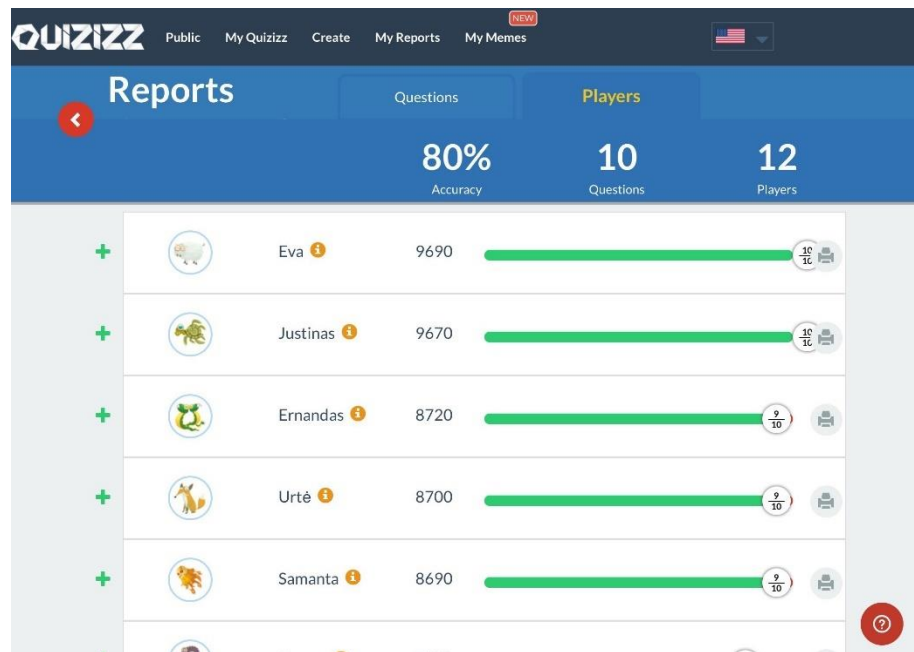 NEW
QUIZIZZ Public My Quizizz Create My Reports My Memes
Reports Questions Players
80% 10 12
Accuracy Questions Players
Eva 9690 10/10
Justinas 9670 10/10
Ernandas 8720 9/10
Urtė 8700 9/10
Samanta 8690 9/10